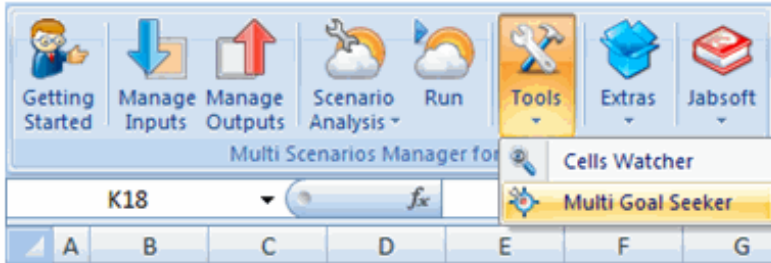 Getting Started
Manage Inputs
Manage Outputs
Scenario Analysis
Run
Tools
Extras
Jabsoft
Multi Scenarios Manager for
Cells Watcher
K18
fx
Multi Goal Seeker
A B C D E F G